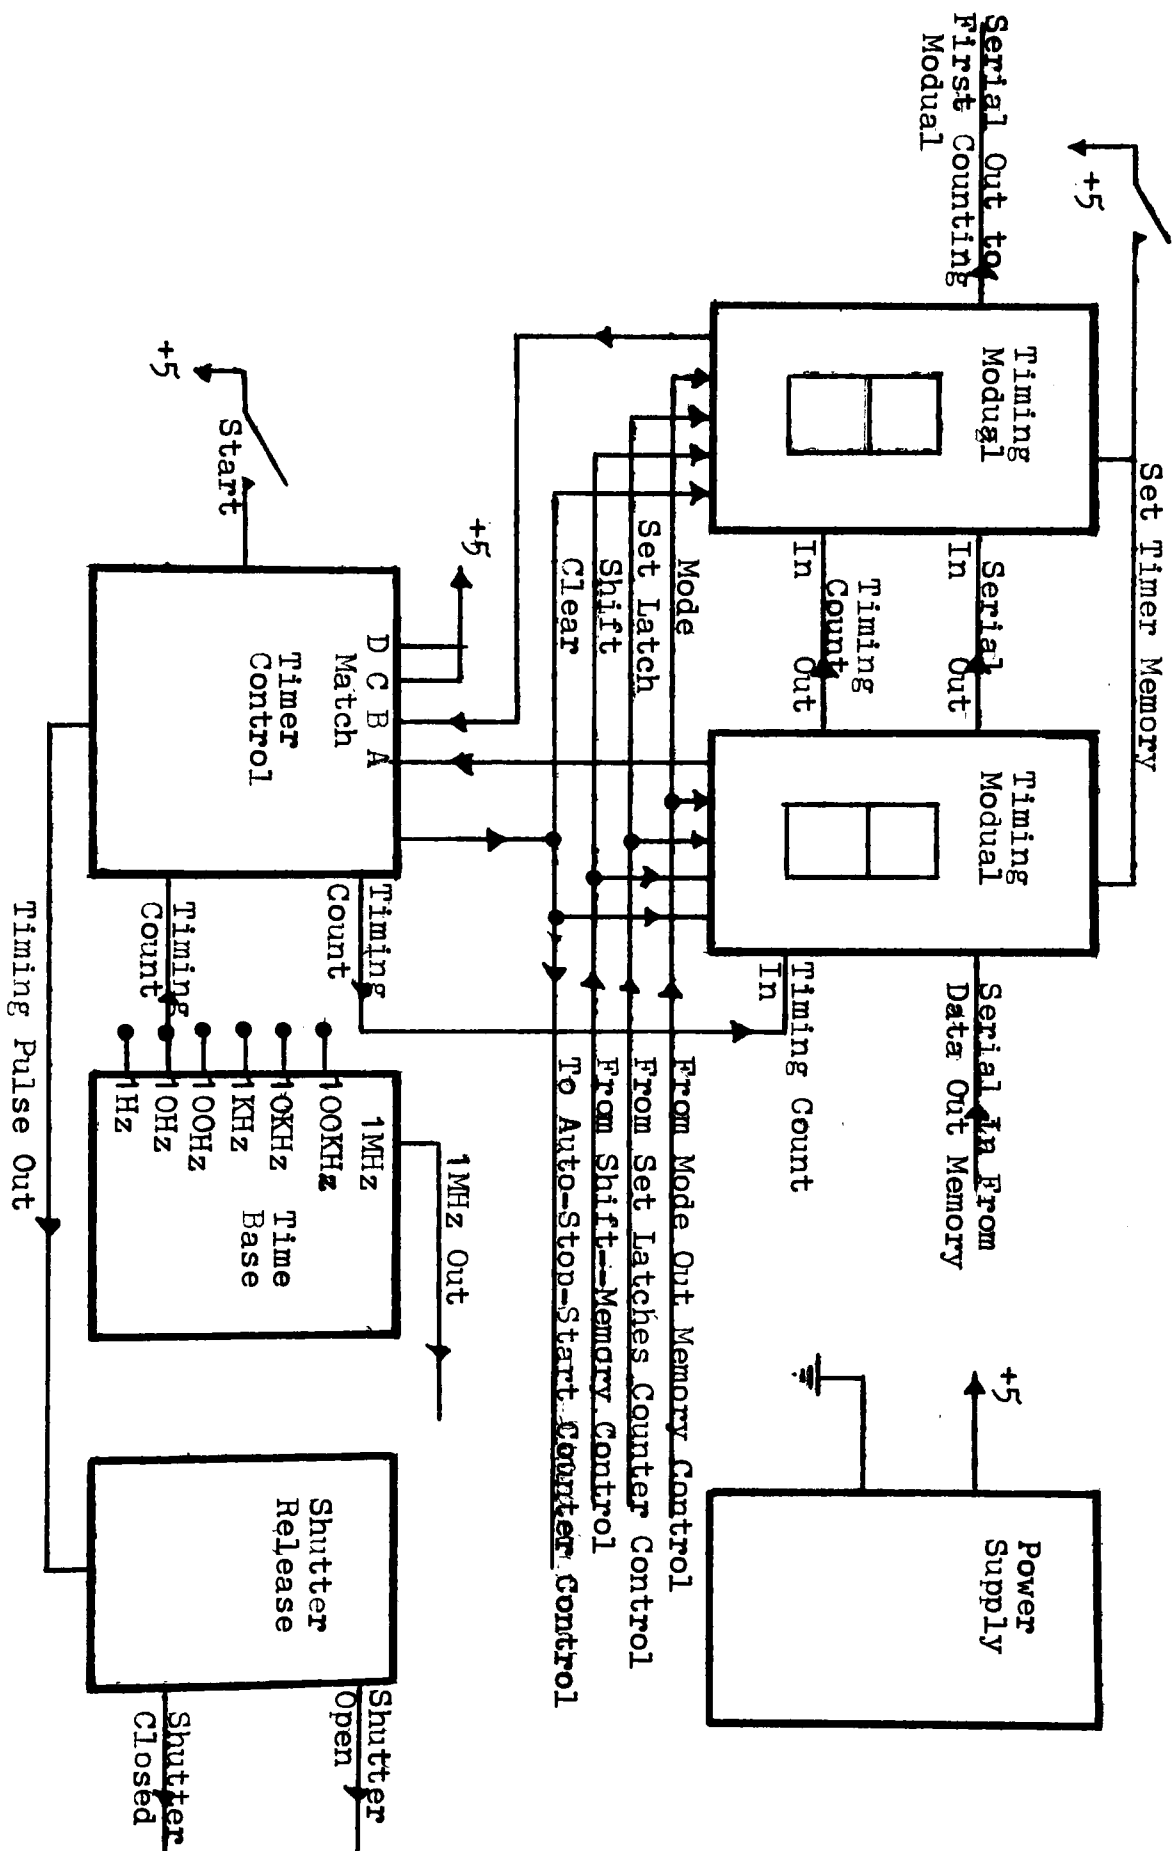 +5
Set Timer Memory
Serial Out to
First Counting
Modual
Timing
Modual
Serial
In
Out
Timing
Count
In
Out
Timing
Modual
Serial In From
Data Out Memory
Timing Count
In
+5
Power
Supply
Mode
Set Latch
Shift
Clear
From Mode Out Memory Control
From Set Latches Counter Control
From Shift--Memory Control
To Auto-Stop-Start Counter Control
+5
Start
+5
D C B A
Match
Timer
Control
Timing
Count
Timing
Count
1MHz Out
1MHz
100KHz
10KHz
1KHz
100Hz
10Hz
1Hz
Time
Base
Shutter
Release
Shutter
Open
Shutter
Closed
Timing Pulse Out